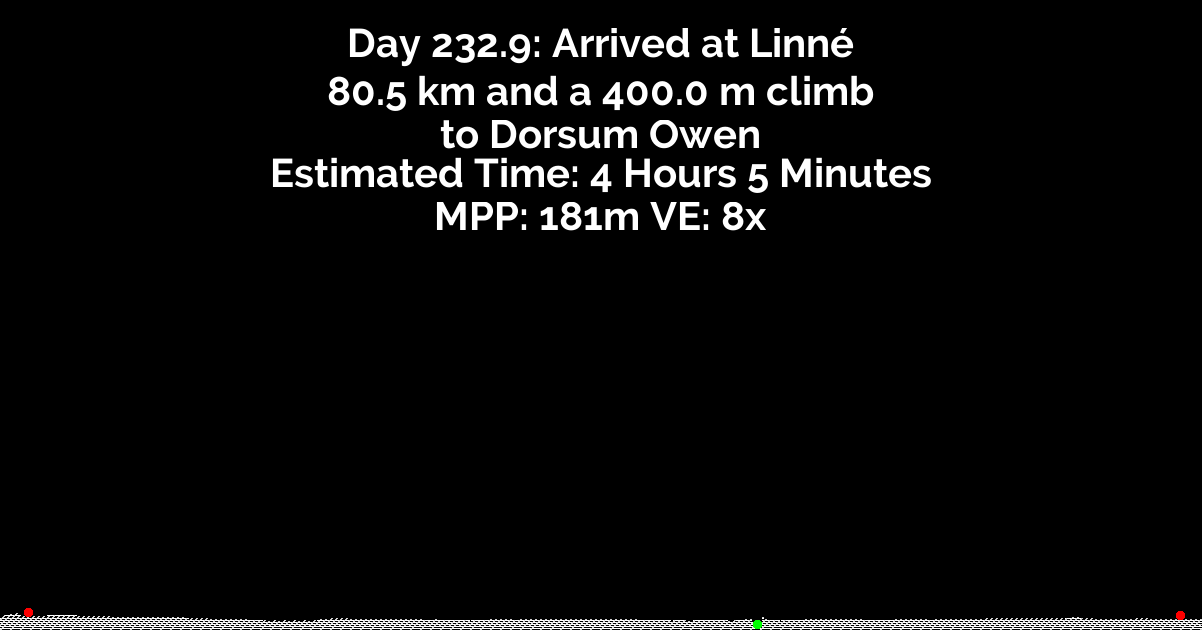 Day 232.9: Arrived at Linné
80.5 km and a 400.0 m climb
to Dorsum Owen
Estimated Time: 4 Hours 5 Minutes
MPP: 181m VE: 8x